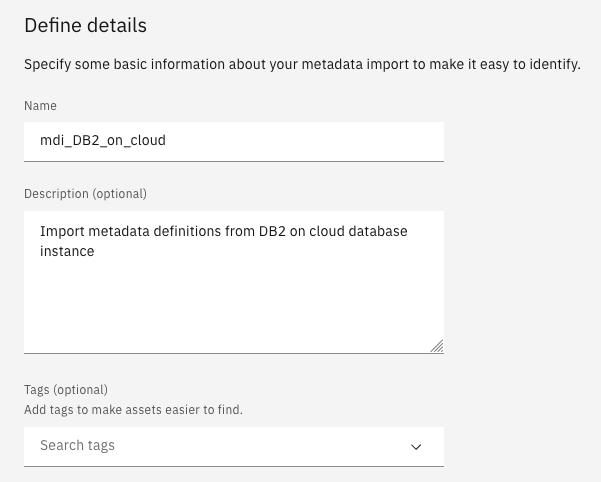 Define details
Specify some basic information about your metadata import to make it easy to identify.
Name
mdi_DB2_on_cloud
Description (optional)
Import metadata definitions from DB2 on cloud database
instance
Tags (optional)
Add tags to make assets easier to find.
Search tags